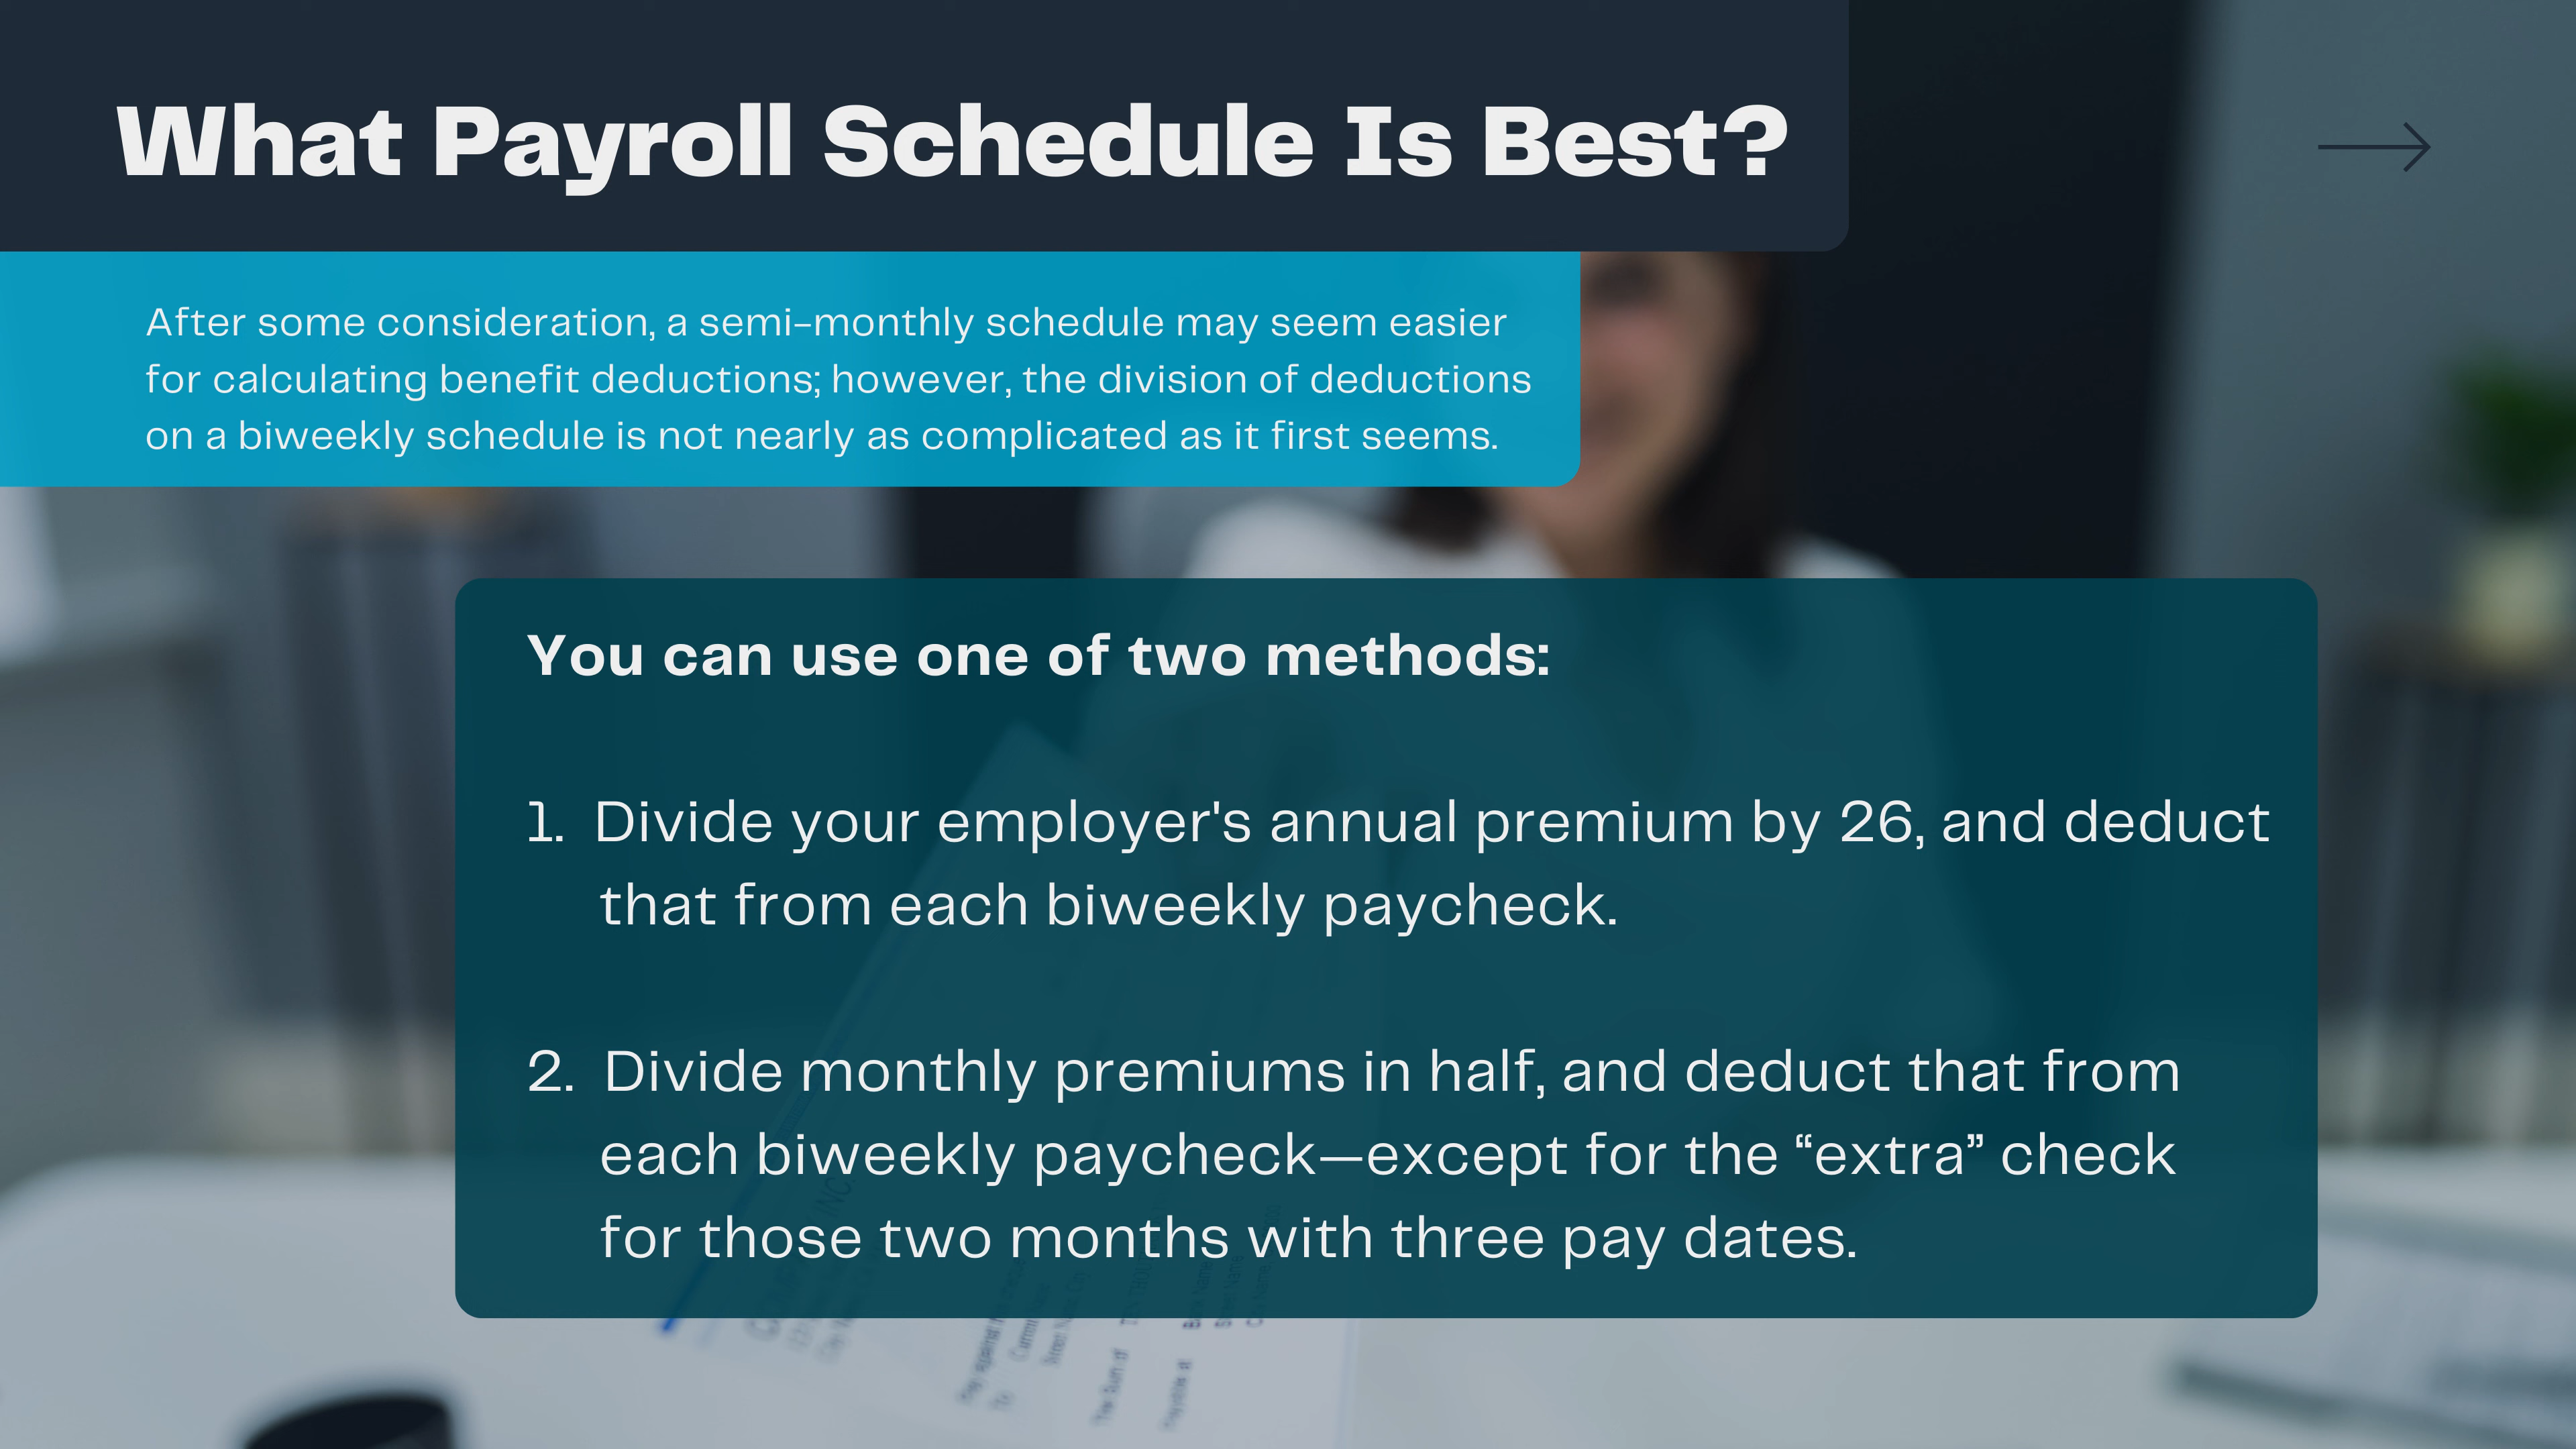 What Payroll Schedule Is Best?
After some consideration, a semi-monthly schedule may seem easier
for calculating benefit deductions; however, the division of deductions
on a biweekly schedule is not nearly as complicated as it first seems.
You can use one of two methods:
1. Divide your employer's annual premium by 26, and deduct
that from each biweekly paycheck.
2. Divide monthly premiums in half, and deduct that from
each biweekly paycheck—except for the “extra” check
for those two months with three pay dates.